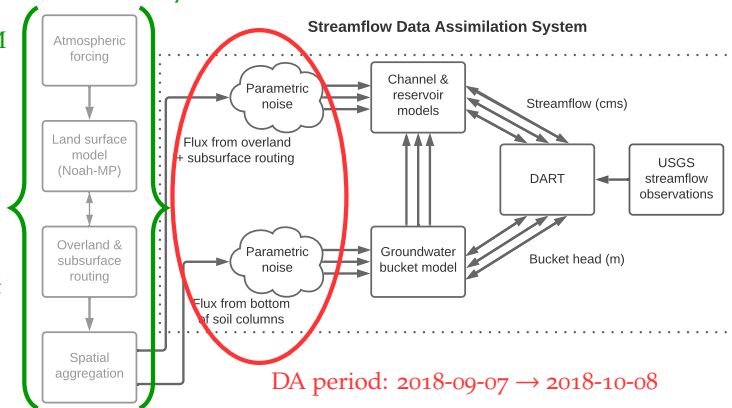 Streamflow Data Assimilation System
M
Atmospheric
forcing
Land surface
model
(Noah-MP)
Overland &
subsurface
routing
Spatial
aggregation
Parametric
noise
Flux from overland
+ subsurface routing
Parametric
noise
Flux from bottom
of soil columns
Channel &
reservoir
models
Groundwater
bucket model
Streamflow (cms)
DART
Bucket head (m)
USGS
streamflow
observations
DA period: 2018-09-07 → 2018-10-08